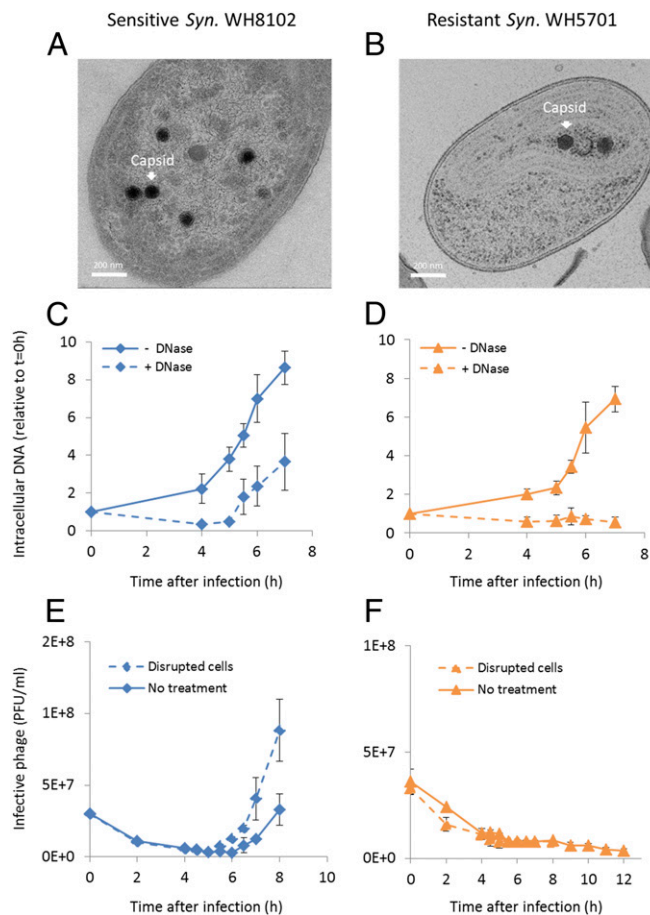 Sensitive Syn. WH8102
Resistant Syn. WH5701
A
B
Capsid
Capsid
200 nm
200 nm
C
D
Intracellular DNA (relative to t=0h)
10
8
6
4
2
0
- DNase
+ DNase
0 2 4 6 8
Time after infection (h)
10
8
6
4
2
0
- DNase
+ DNase
0 2 4 6 8
Time after infection (h)
E
F
Infective phage (PFU/ml)
2E+8
1E+8
0E+0
Disrupted cells
No treatment
0 2 4 6 8 10
Time after infection (h)
1E+8
5E+7
0E+0
Disrupted cells
No treatment
0 2 4 6 8 10 12
Time after infection (h)